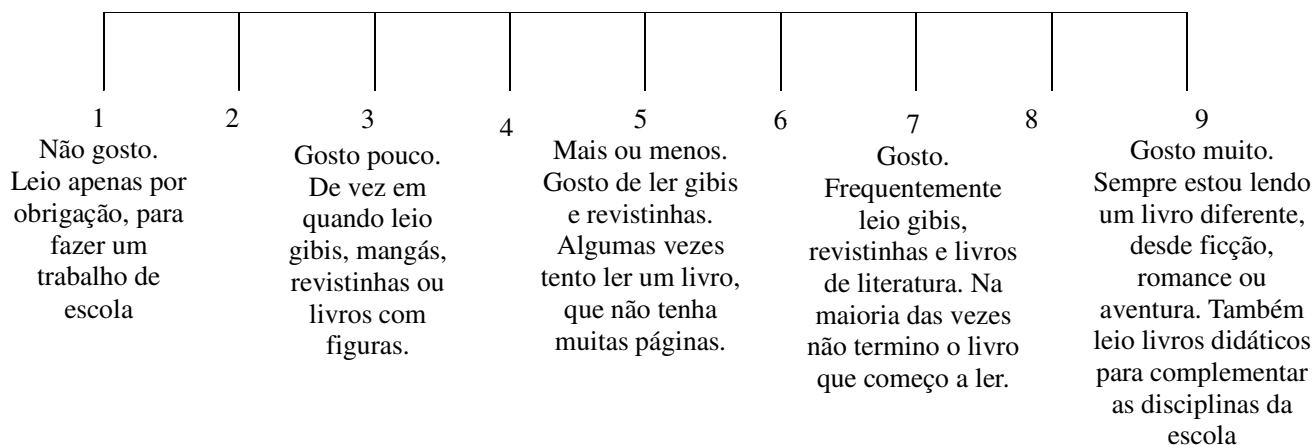 1
2
3
4
5
6
7
8
9
Não gosto.
Leio apenas por
obrigação, para
fazer um
trabalho de
escola
Gosto pouco.
De vez em
quando leio
gibis, mangás,
revistinhas ou
livros com
figuras.
Mais ou menos.
Gosto de ler gibis
e revistinhas.
Algumas vezes
tento ler um livro,
que não tenha
muitas páginas.
Gosto.
Frequentemente
leio gibis,
revistinhas e livros
de literatura. Na
maioria das vezes
não termino o livro
que começo a ler.
Gosto muito.
Sempre estou lendo
um livro diferente,
desde ficção,
romance ou
aventura. Também
leio livros didáticos
para complementar
as disciplinas da
escola